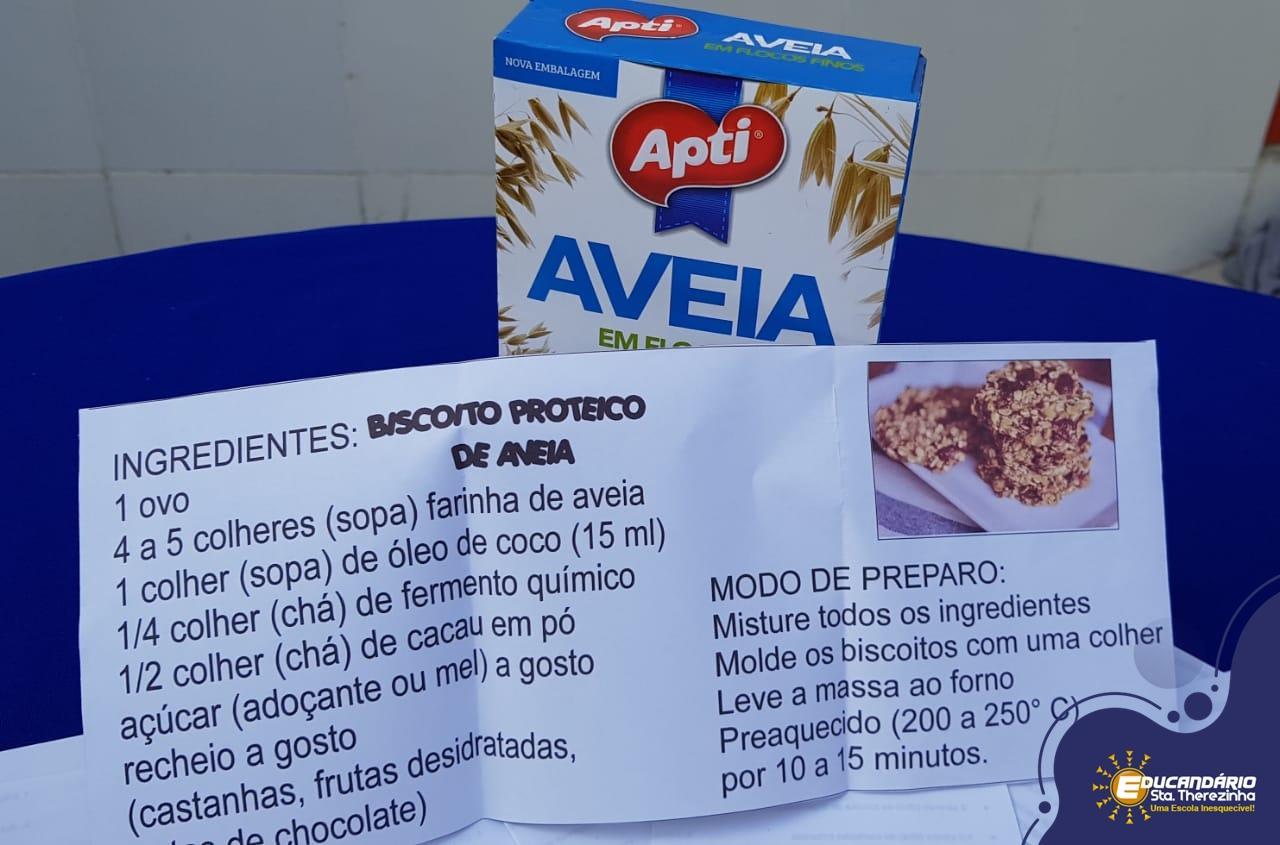 Apti
AVEIA
EM FLOCOS FINOS
NOVA EMBALAGEM
Apti®
AVEIA
EM FLO
INGREDIENTES: BISCOITO PROTEICO
DE AVEIA
1 ovo
4 a 5 colheres (sopa) farinha de aveia
1 colher (sopa) de óleo de coco (15 ml)
1/4 colher (chá) de fermento químico
1/2 colher (chá) de cacau em pó
açúcar (adoçante ou mel) a gosto
recheio a gosto
(castanhas, frutas desidratadas,
de chocolate)
MODO DE PREPARO:
Misture todos os ingredientes
Molde os biscoitos com uma colher
Leve a massa ao forno
Preaquecido (200 a 250° C)
por 10 a 15 minutos.
EDUCANDÁRIO
Sta. Therezinha
Uma Escola Inesquecível!